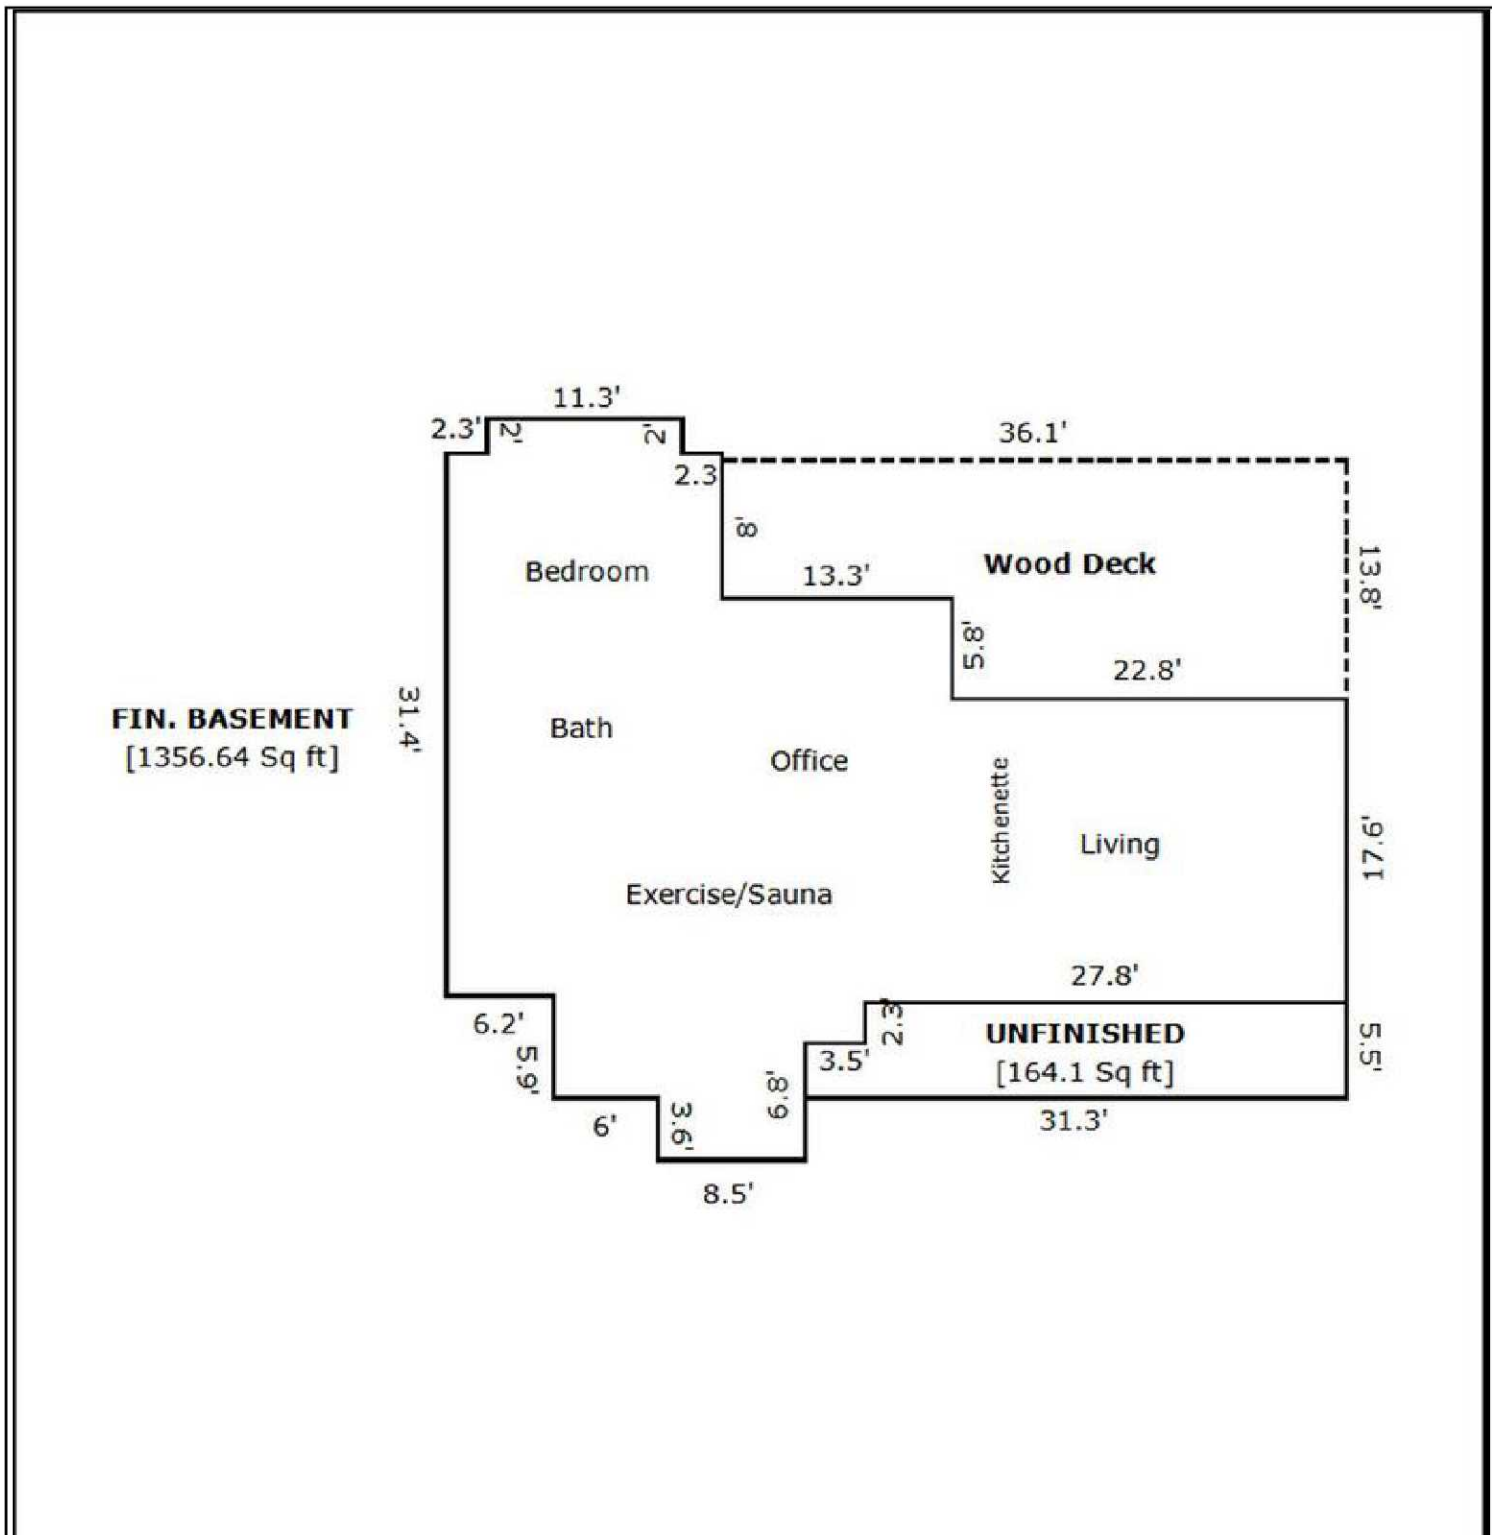 11.3'
2.3'
2'
2'
36.1'
2.3
8'
Bedroom
13.3'
Wood Deck
13.8'
5.8'
22.8'
FIN. BASEMENT
[1356.64 Sq ft]
31.4'
Bath
Office
Kitchenette
Living
17.6'
Exercise/Sauna
27.8'
6.2'
5.9'
2.3'
UNFINISHED
[164.1 Sq ft]
5.5'
3.5'
6.8'
6'
3.6'
31.3'
8.5'